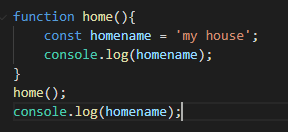 function home(){
    const homename = 'my house';
    console.log(homename);
}
home();
console.log(homename);